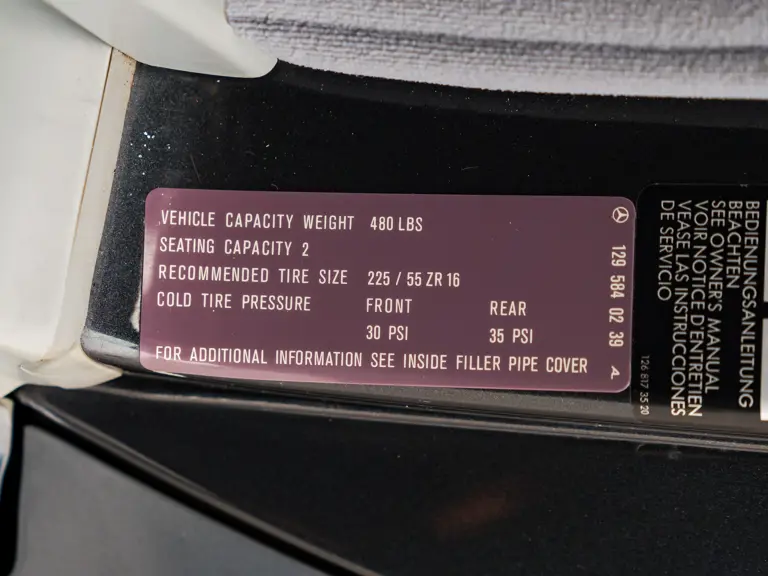 VEHICLE CAPACITY WEIGHT 480 LBS
SEATING CAPACITY 2
RECOMMENDED TIRE SIZE 225 / 55 ZR 16
COLD TIRE PRESSURE FRONT REAR
30 PSI 35 PSI
FOR ADDITIONAL INFORMATION SEE INSIDE FILLER PIPE COVER
129 584 02 39
BEDIENUNGSANLEITUNG
BEACHTEN
SEE OWNER'S MANUAL
VOIR NOTICE D'ENTRETIEN
VEASE LAS INSTRUCCIONES
DE SERVICIO
126 817 35 20